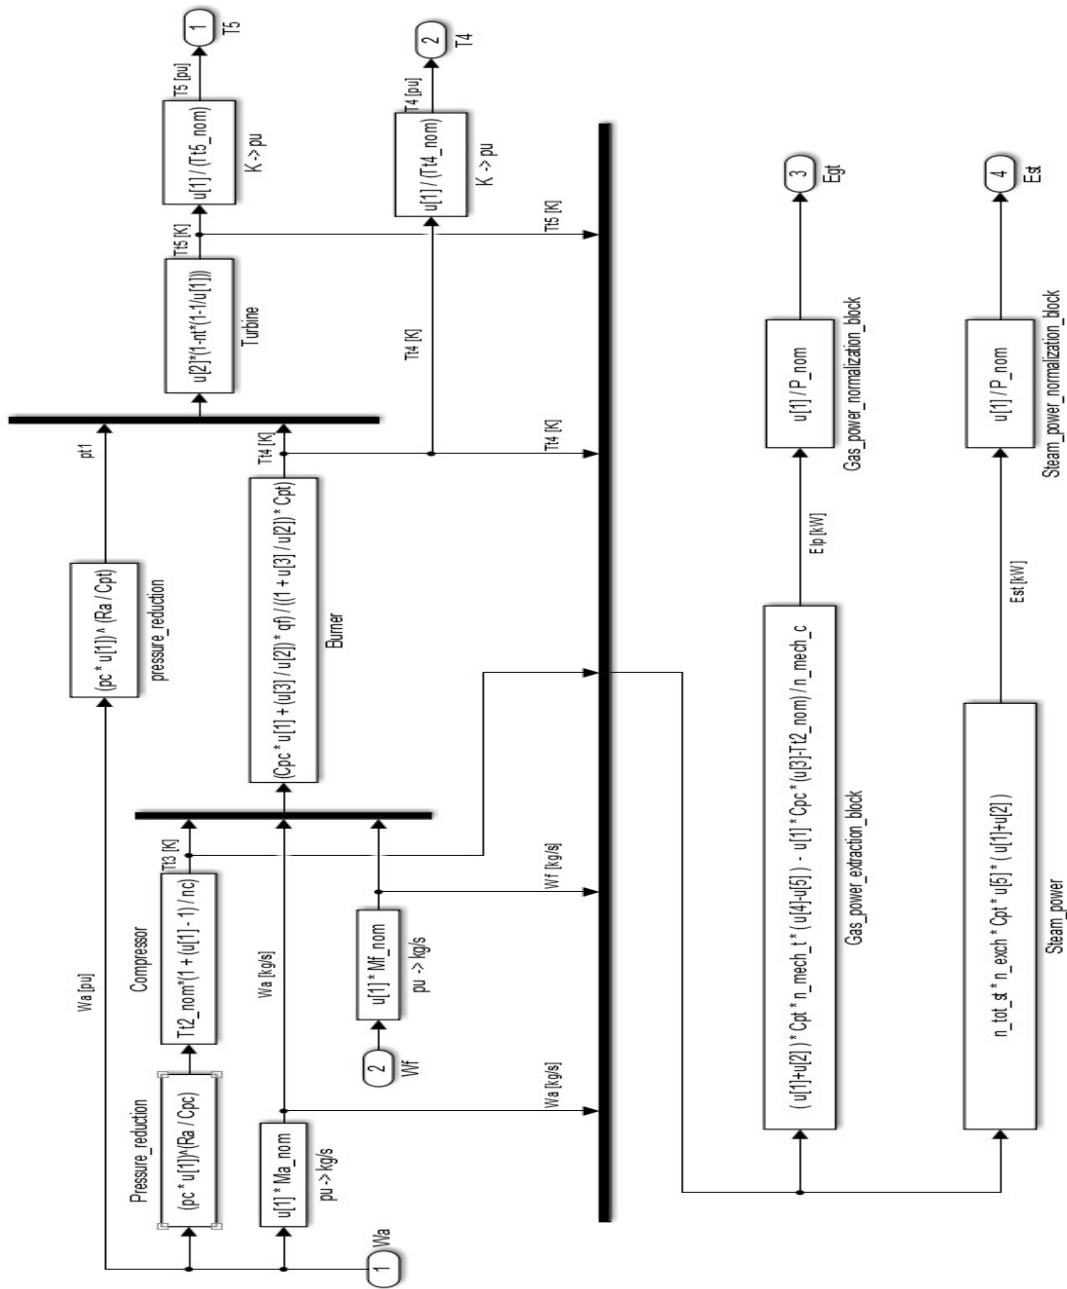 Wa [pu]
(pc * u[1])^ (Ra / Cpt)
pressure_reduction
pt1
Pressure_reduction
(pc * u[1])^(Ra / Cpc)
Compressor
Tt2_nom*(1 + (u[1] - 1) / nc)
Tt3 [K]
u[1] * Ma_nom
pu -> kg/s
Wa [kg/s]
(Cpc * u[1] + (u[3] / u[2]) * qf) / ((1 + u[3] / u[2]) * Cpt)
Burner
Tt4 [K]
u[2]*(1-nt*(1-1/u[1]))
Turbine
Tt5 [K]
u[1] / (Tt5_nom)
K -> pu
T5 [pu]
1
T5
1
Wa
2
Wf
u[1] * Mf_nom
pu -> kg/s
Tt4 [K]
u[1] / (Tt4_nom)
K -> pu
T4 [pu]
2
T4
Wa [kg/s]
Wf [kg/s]
Tt4 [K]
Tt5 [K]
( u[1]+u[2] ) * Cpt * n_mech_t * ( u[4]-u[5] ) - u[1] * Cpc * (u[3]-Tt2_nom) / n_mech_c
Gas_power_extraction_block
Elp [kW]
u[1] / P_nom
Gas_power_normalization_block
3
Egt
n_tot_st * n_exch * Cpt * u[5] * ( u[1]+u[2] )
Steam_power
Est [kW]
u[1] / P_nom
Steam_power_normalization_block
4
Est